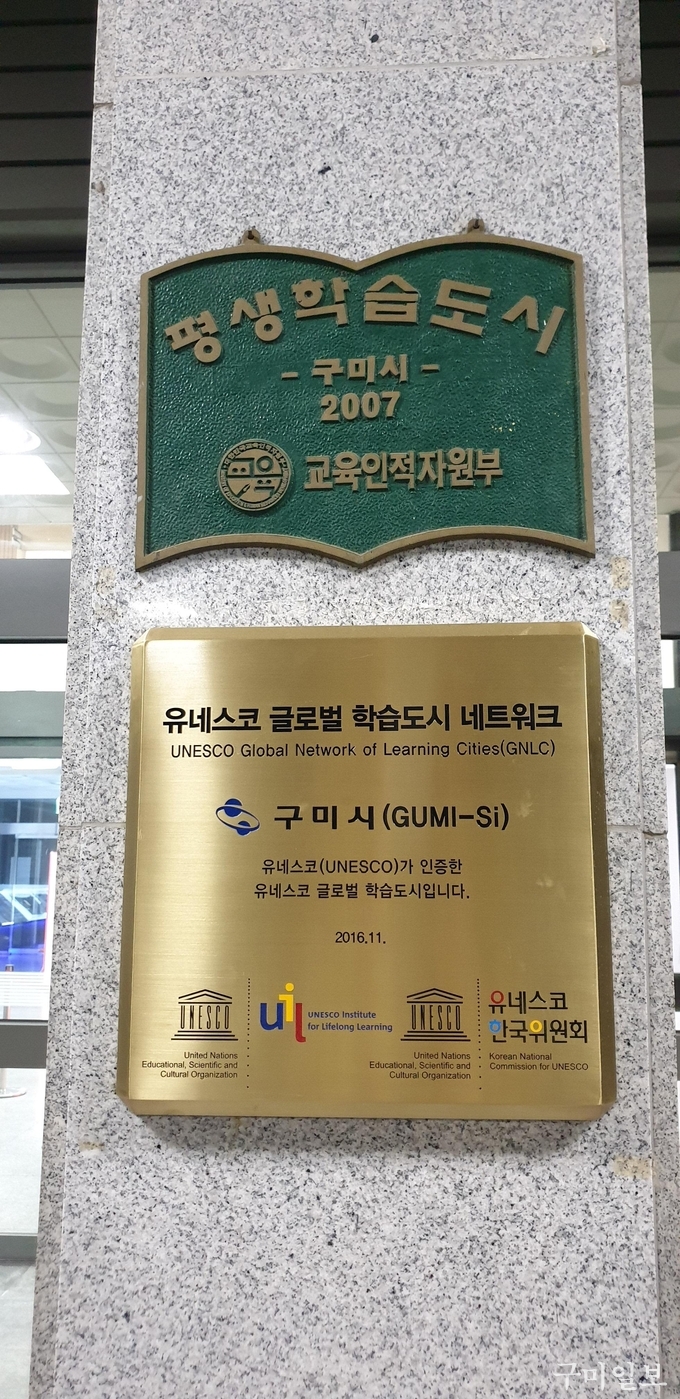 평생학습도시
- 구미시 -
2007
교육인적자원부
유네스코 글로벌 학습도시 네트워크
UNESCO Global Network of Learning Cities(GNLC)
구미시(GUMI-Si)
유네스코(UNESCO)가 인증한
유네스코 글로벌 학습도시입니다.
2016.11.
UNESCO
United Nations
Educational, Scientific and
Cultural Organization
uil
UNESCO Institute
for Lifelong Learning
UNESCO
United Nations
Educational, Scientific and
Cultural Organization
유네스코
한국위원회
Korean National
Commission for UNESCO
구미일보